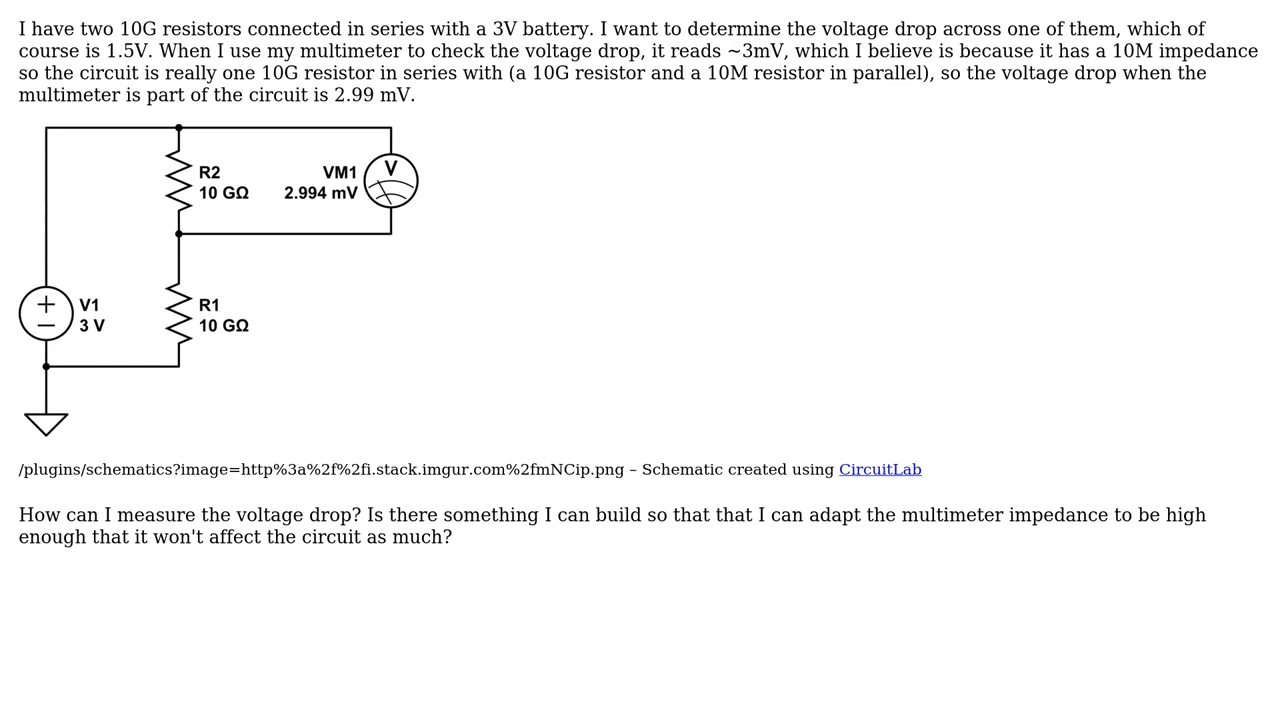 I have two 10G resistors connected in series with a 3V battery. I want to determine the voltage drop across one of them, which of
course is 1.5V. When I use my multimeter to check the voltage drop, it reads ~3mV, which I believe is because it has a 10M impedance
so the circuit is really one 10G resistor in series with (a 10G resistor and a 10M resistor in parallel), so the voltage drop when the
multimeter is part of the circuit is 2.99 mV.
R2
10 GΩ
VM1
2.994 mV
V
V1
3 V
R1
10 GΩ
/plugins/schematics?image=http%3a%2f%2fi.stack.imgur.com%2fmNCip.png – Schematic created using CircuitLab
How can I measure the voltage drop? Is there something I can build so that that I can adapt the multimeter impedance to be high
enough that it won't affect the circuit as much?